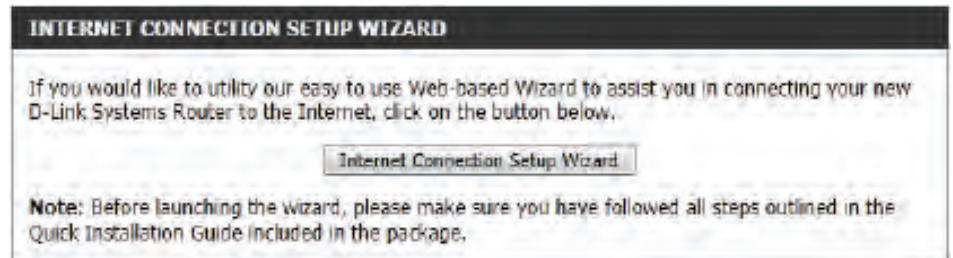 INTERNET CONNECTION SETUP WIZARD
If you would like to utility our easy to use Web-based Wizard to assist you in connecting your new
D-Link Systems Router to the Internet, click on the button below.
Internet Connection Setup Wizard
Note: Before launching the wizard, please make sure you have followed all steps outlined in the
Quick Installation Guide included in the package.